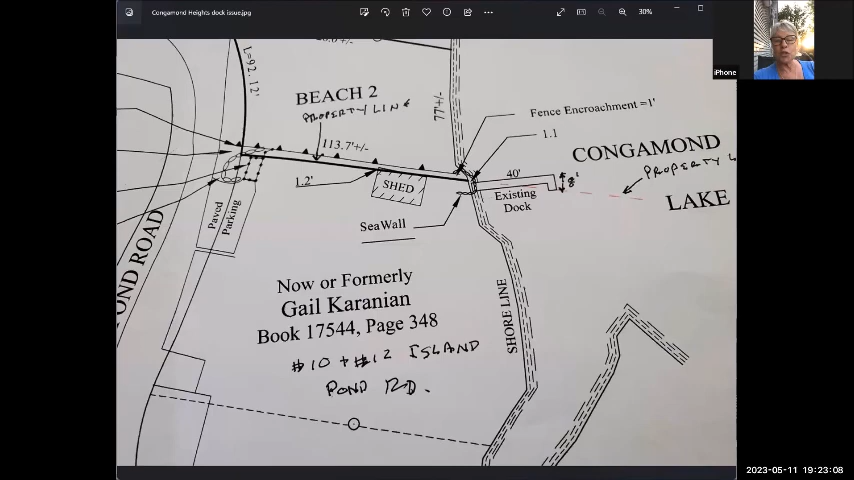 Congamond Heights dock issue.jpg
30%
iPhone
L=92.12'
BEACH 2
PROPERTY LINE
77'+/-
Fence Encroachment =1'
1.1
113.7'+/-
CONGAMOND
PROPERTY
LAKE
1.2'
SHED
40'
8'
Existing
Dock
SeaWall
Paved
Parking
OND ROAD
SHORE LINE
Now or Formerly
Gail Karanian
Book 17544, Page 348
#10 + #12 ISLAND
POND RD.
2023-05-11 19:23:08